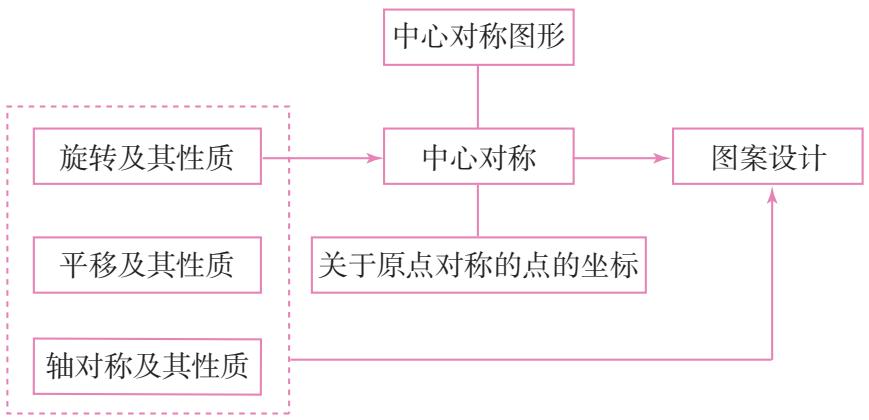 中心对称图形
旋转及其性质
中心对称
图案设计
平移及其性质
关于原点对称的点的坐标
轴对称及其性质